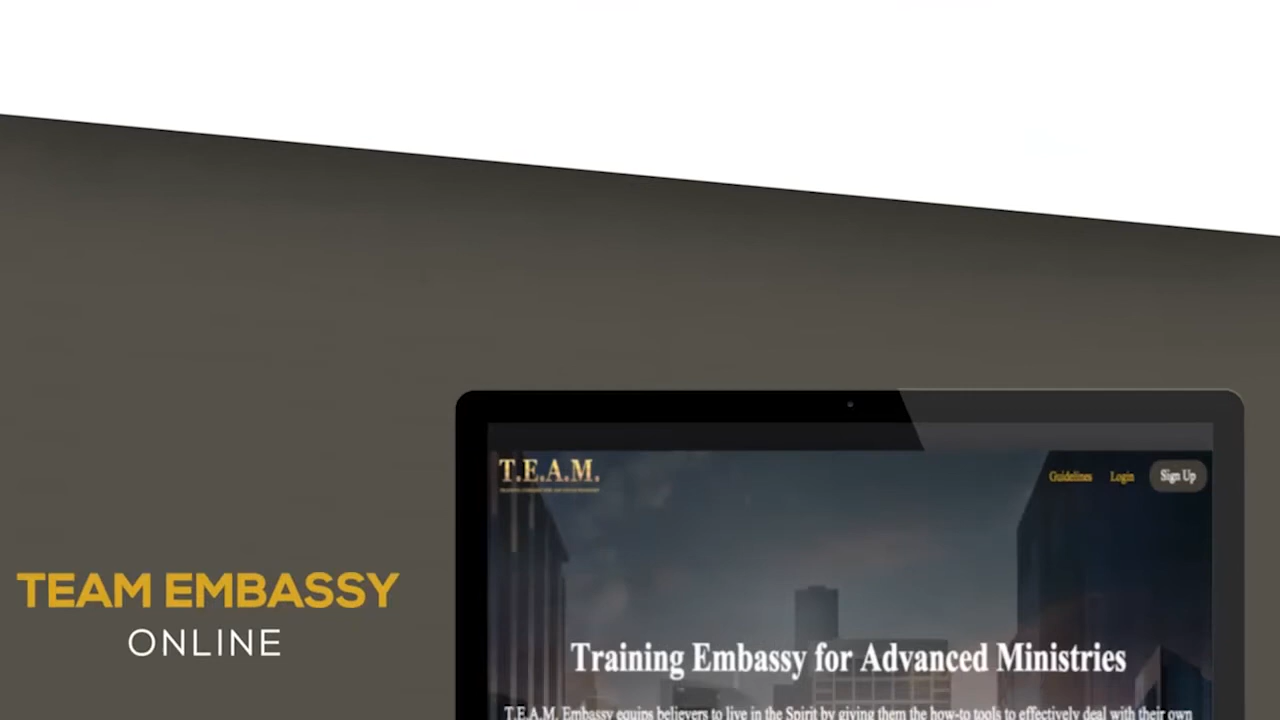 T.E.A.M.
Guidelines Login Sign Up
TEAM EMBASSY
ONLINE
Training Embassy for Advanced Ministries
T.E.A.M. Embassy equips believers to live in the Spirit by giving them the how-to tools to effectively deal with their own